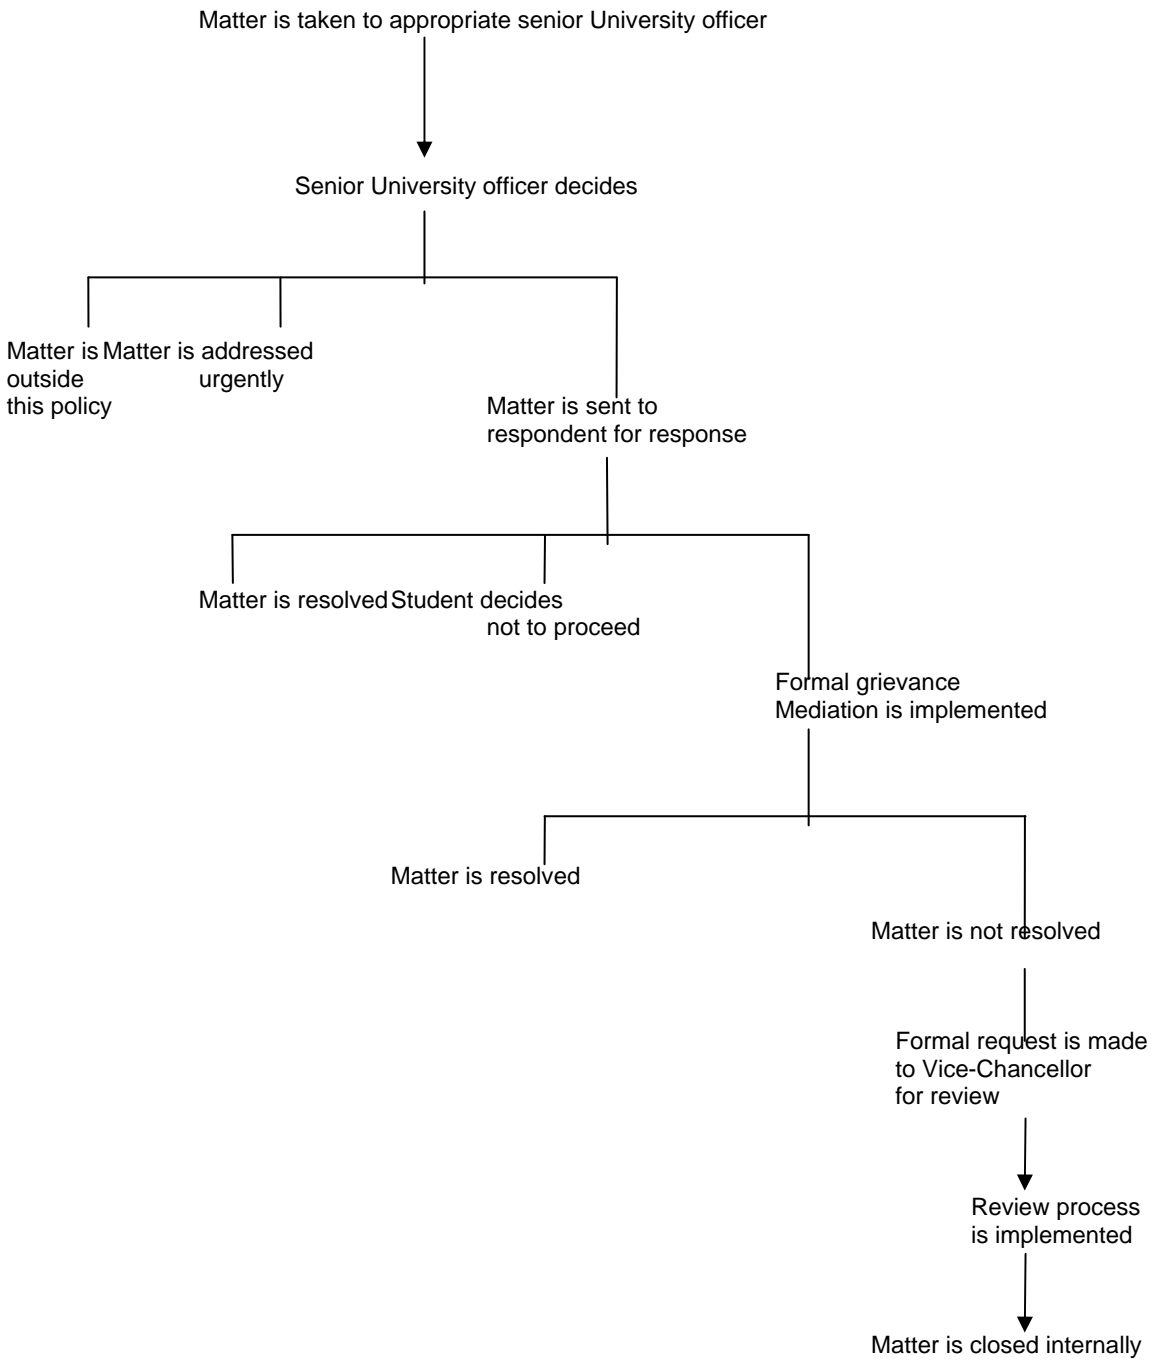 Matter is taken to appropriate senior University officer
Senior University officer decides
Matter is Matter is addressed
outside urgently
this policy
Matter is sent to
respondent for response
Matter is resolved Student decides
not to proceed
Formal grievance
Mediation is implemented
Matter is resolved
Matter is not resolved
Formal request is made
to Vice-Chancellor
for review
Review process
is implemented
Matter is closed internally